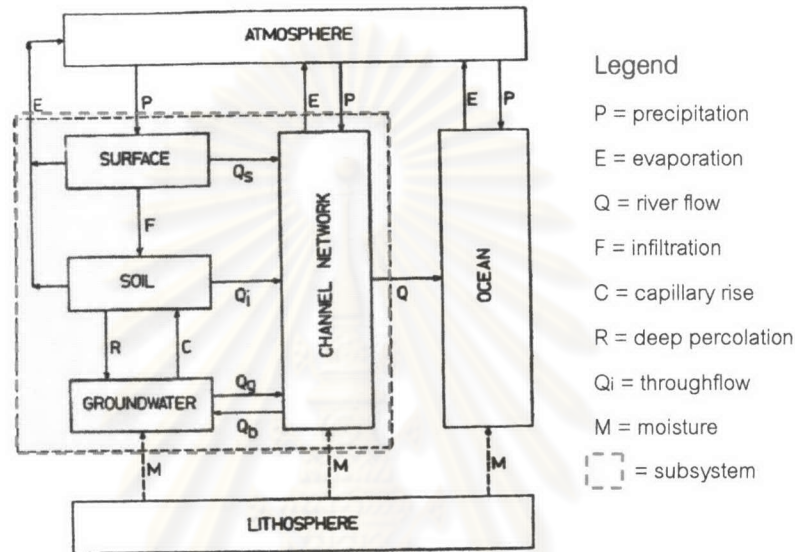 ATMOSPHERE
E
P
E
P
E
P
SURFACE
Qs
F
SOIL
Qi
R
C
GROUNDWATER
Qg
Qb
CHANNEL NETWORK
Q
OCEAN
M
M
M
LITHOSPHERE
Legend
P = precipitation
E = evaporation
Q = river flow
F = infiltration
C = capillary rise
R = deep percolation
Qi = throughflow
M = moisture
= subsystem